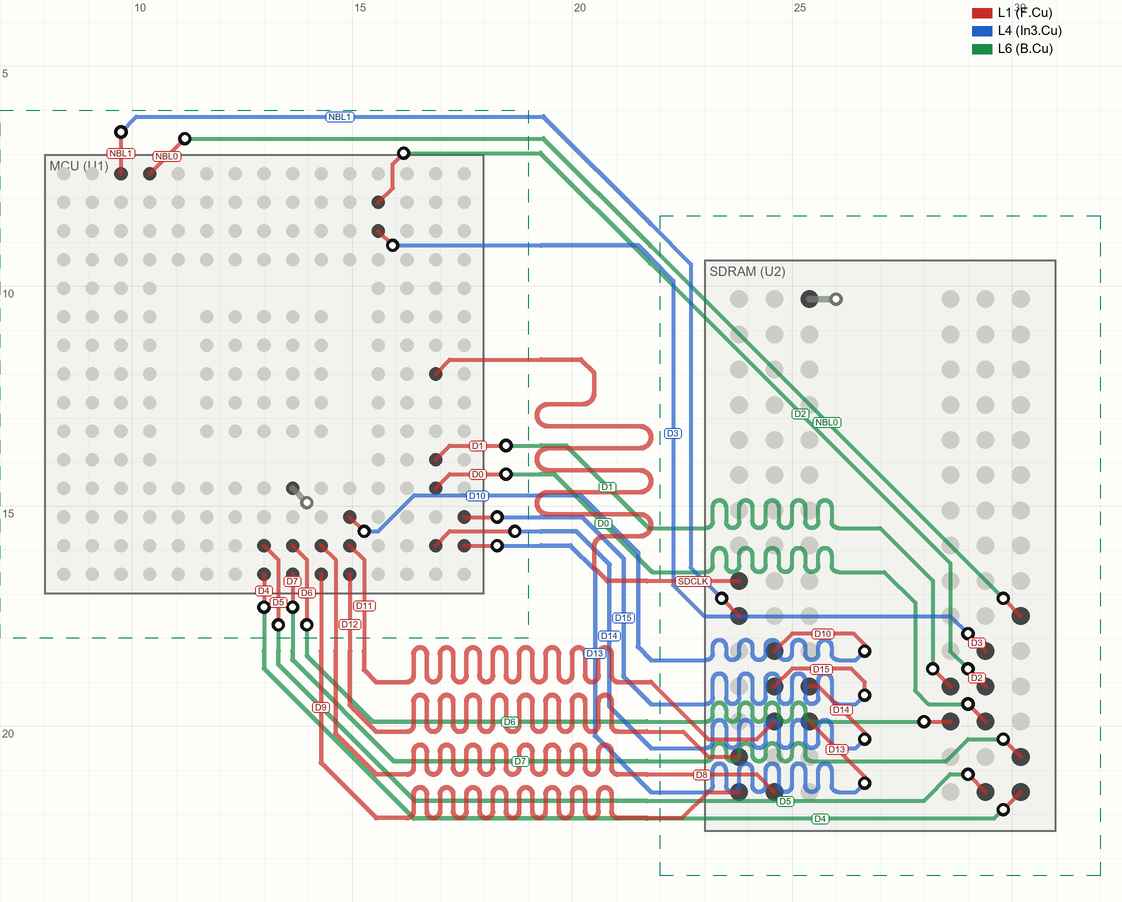 10 15 20 25 30
L1 (F.Cu)
L4 (In3.Cu)
L6 (B.Cu)
5
NBL1
NBL1 NBL0
MCU (U1)
SDRAM (U2)
10
D2
NBL0
D3
D1
D0
D1
D10
15
D0
SDCLK
D7
D4 D6
D5 D11
D15
D12
D14
D10
D3
D13
D15
D2
D9
D14
20
D6
D13
D7
D8
D5
D4